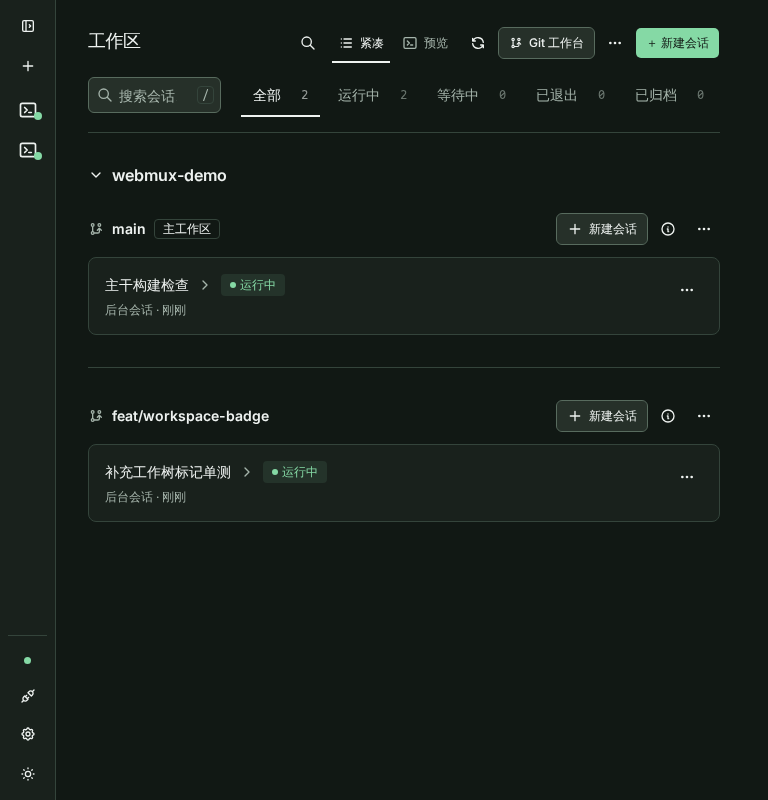 工作区
紧凑 预览 Git 工作台 + 新建会话
搜索会话 / 全部 2 运行中 2 等待中 0 已退出 0 已归档 0
webmux-demo
main 主工作区 新建会话
主干构建检查 运行中
后台会话 · 刚刚
feat/workspace-badge 新建会话
补充工作树标记单测 运行中
后台会话 · 刚刚